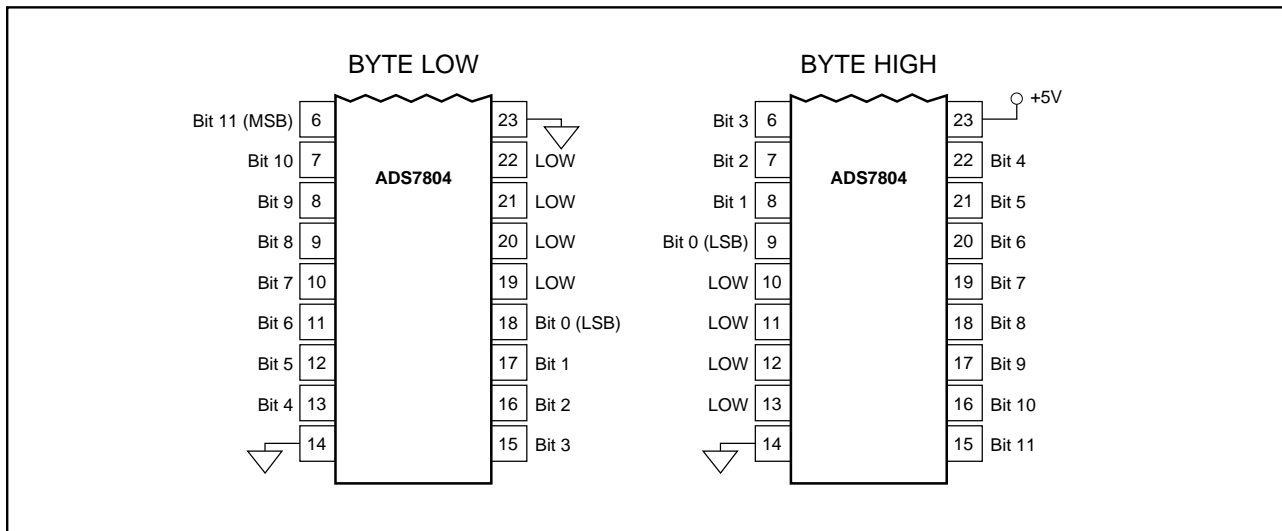 BYTE LOW
Bit 11 (MSB) 6 23
Bit 10 7 22 LOW
ADS7804
Bit 9 8 21 LOW
Bit 8 9 20 LOW
Bit 7 10 19 LOW
Bit 6 11 18 Bit 0 (LSB)
Bit 5 12 17 Bit 1
Bit 4 13 16 Bit 2
14 15 Bit 3
BYTE HIGH
+5V
Bit 3 6 23
Bit 2 7 22 Bit 4
ADS7804
Bit 1 8 21 Bit 5
Bit 0 (LSB) 9 20 Bit 6
LOW 10 19 Bit 7
LOW 11 18 Bit 8
LOW 12 17 Bit 9
LOW 13 16 Bit 10
14 15 Bit 11